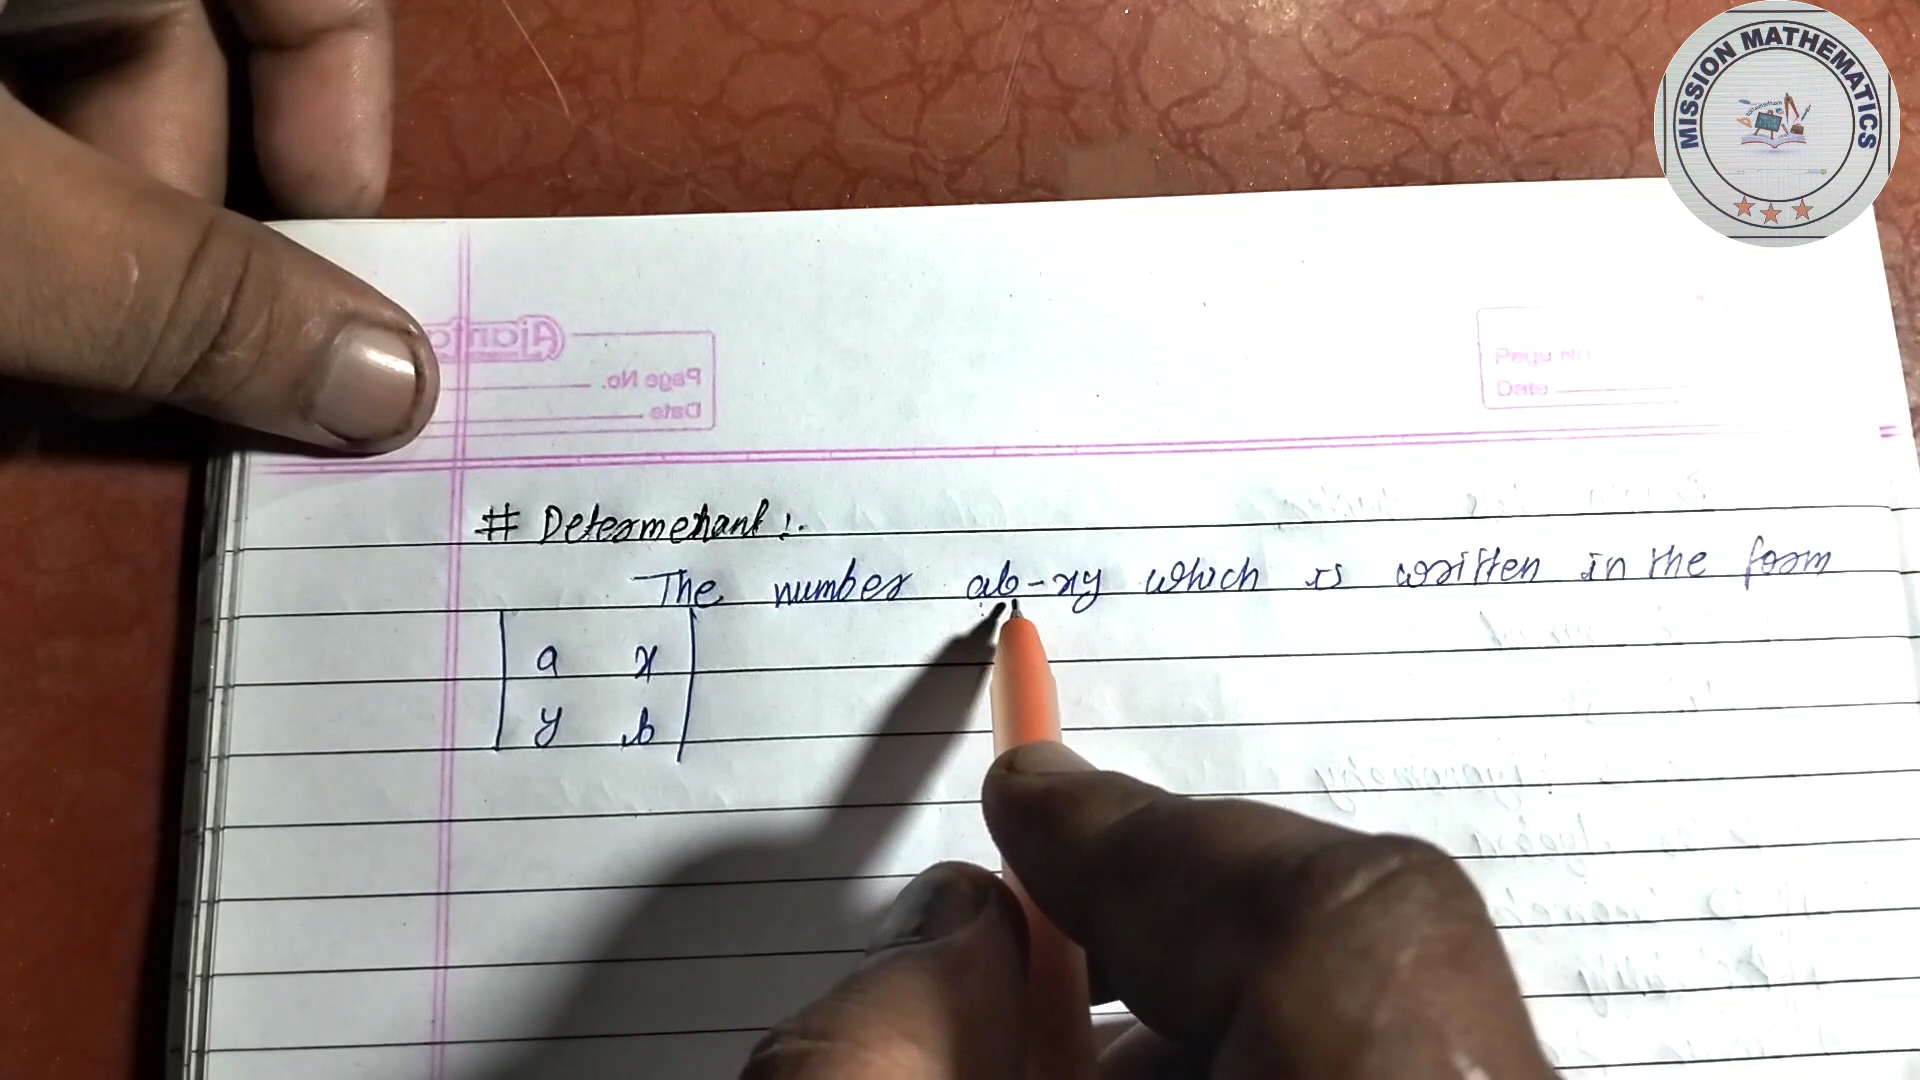 MISSION MATHEMATICS
Ajanta
Page No.
Date
Page No
Date
# Determenant :-
The number ab-xy which is written in the form
a x
y b